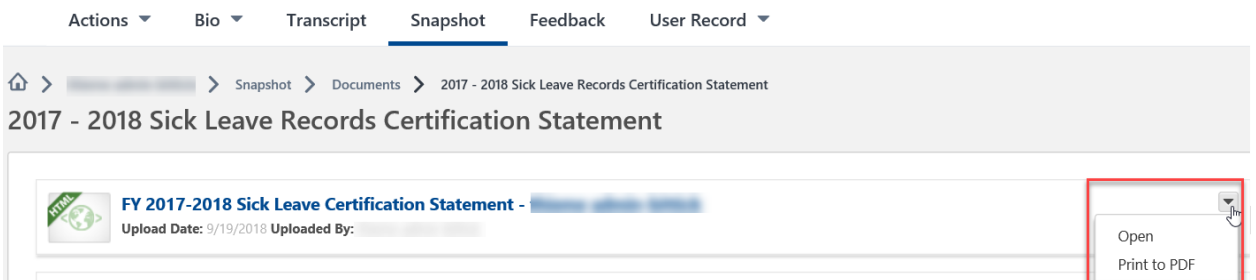 Actions Bio Transcript Snapshot Feedback User Record
Snapshot Documents 2017 - 2018 Sick Leave Records Certification Statement
2017 - 2018 Sick Leave Records Certification Statement
HTML
FY 2017-2018 Sick Leave Certification Statement -
Upload Date: 9/19/2018 Uploaded By:
Open
Print to PDF